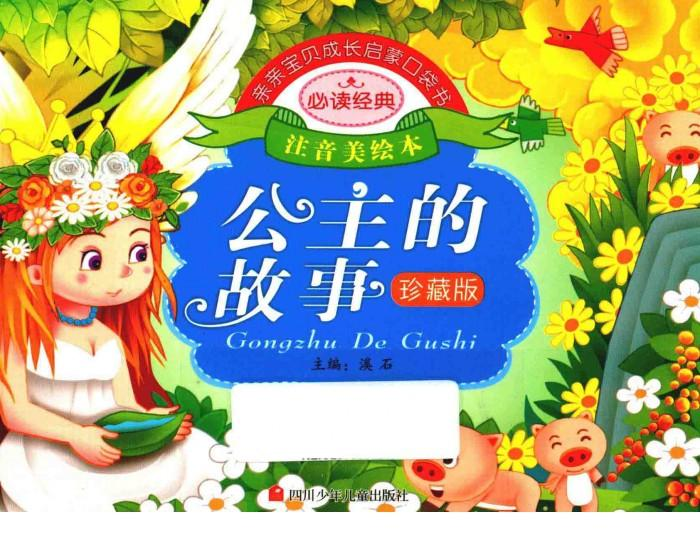 亲亲宝贝成长启蒙口袋书
必读经典
注音美绘本
公主的
故事 珍藏版
Gongzhu De Gushi
主编：溪石
四川少年儿童出版社